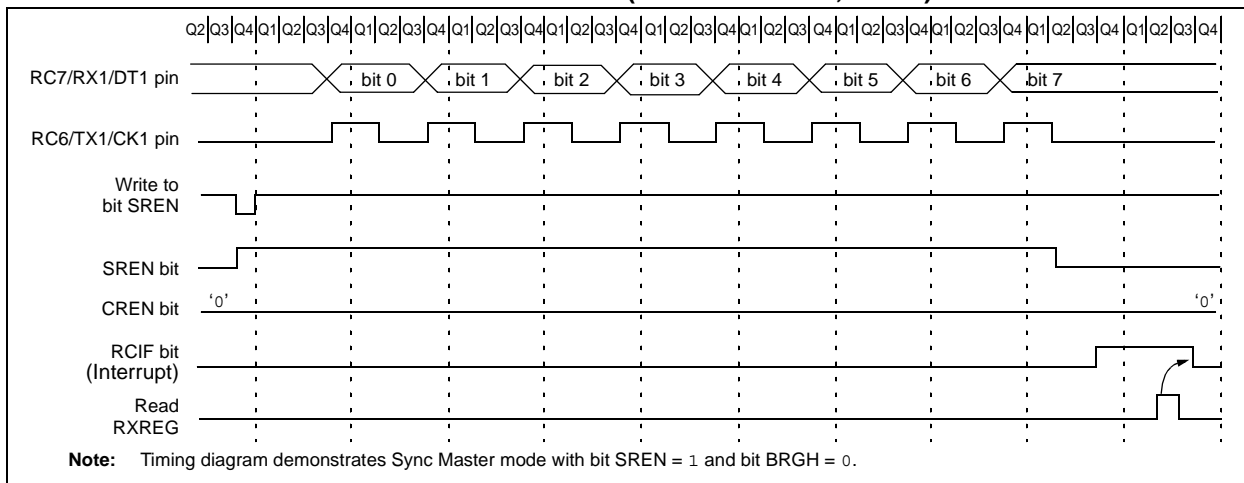 Q2 Q3 Q4 Q1 Q2 Q3 Q4 Q1 Q2 Q3 Q4 Q1 Q2 Q3 Q4 Q1 Q2 Q3 Q4 Q1 Q2 Q3 Q4 Q1 Q2 Q3 Q4 Q1 Q2 Q3 Q4 Q1 Q2 Q3 Q4 Q1 Q2 Q3 Q4 Q1 Q2 Q3 Q4
RC7/RX1/DT1 pin bit 0 bit 1 bit 2 bit 3 bit 4 bit 5 bit 6 bit 7
RC6/TX1/CK1 pin
Write to
bit SREN
SREN bit
CREN bit '0' '0'
RCIF bit
(Interrupt)
Read
RXREG
Note: Timing diagram demonstrates Sync Master mode with bit SREN = 1 and bit BRGH = 0.